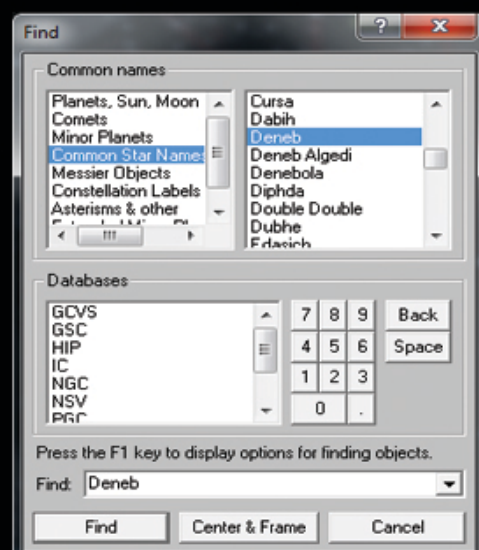 Find
?
X
Common names
Planets, Sun, Moon
Comets
Minor Planets
Common Star Names
Messier Objects
Constellation Labels
Asterisms & other
Cursa
Dabih
Deneb
Deneb Algedi
Denebola
Diphda
Double Double
Dubhe
Edasich
Databases
GCVS
GSC
HIP
IC
NGC
NSV
PGC
7 8 9
4 5 6
1 2 3
0 .
Back
Space
Press the F1 key to display options for finding objects.
Find: Deneb
Find Center & Frame Cancel